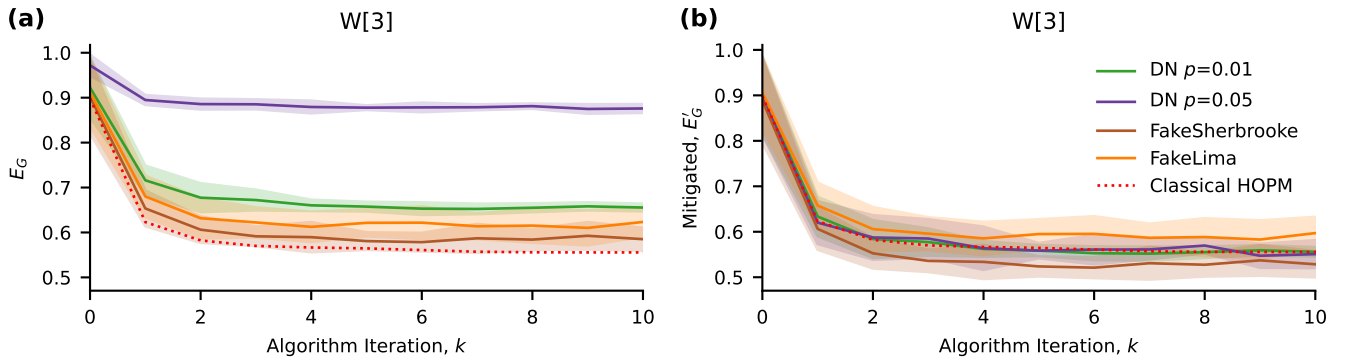 (a)
W[3]
1.0
0.9
0.8
0.7
0.6
0.5
E_G
0 2 4 6 8 10
Algorithm Iteration, k
(b)
W[3]
1.0
0.9
0.8
0.7
0.6
0.5
Mitigated, E′_G
DN p=0.01
DN p=0.05
FakeSherbrooke
FakeLima
Classical HOPM
0 2 4 6 8 10
Algorithm Iteration, k